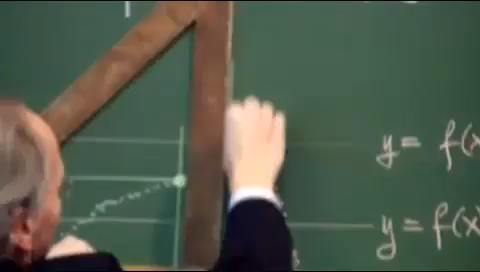 y = f(x
y = f(x